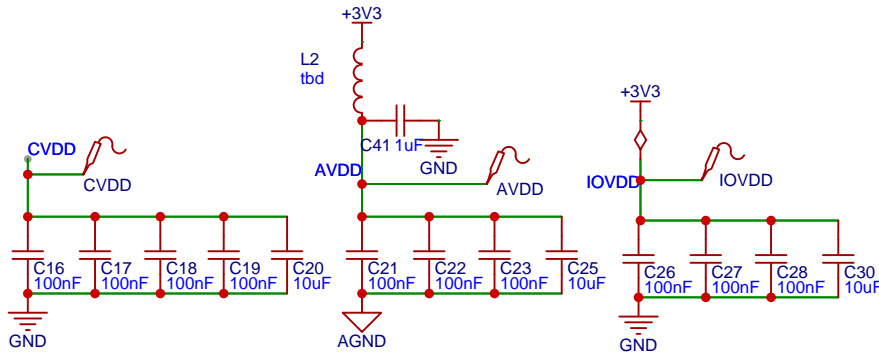 +3V3
L2
tbd
C41 1uF
GND
AVDD
AVDD
C21
100nF
C22
100nF
C23
100nF
C25
10uF
AGND
CVDD
CVDD
C16
100nF
C17
100nF
C18
100nF
C19
100nF
C20
10uF
GND
+3V3
IOVDD
IOVDD
C26
100nF
C27
100nF
C28
100nF
C30
10uF
GND